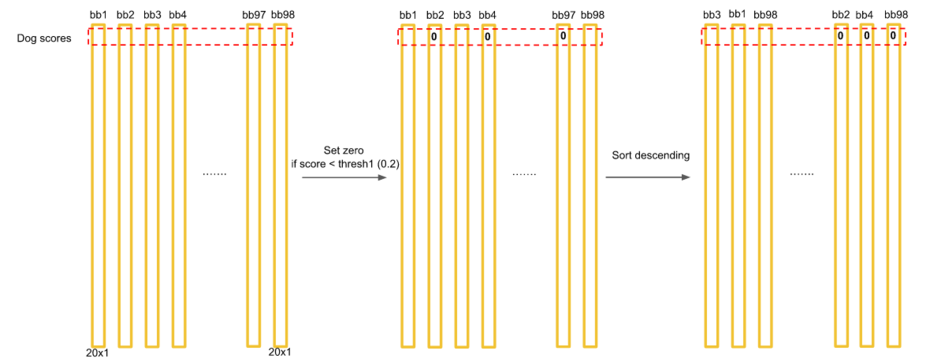 bb1 bb2 bb3 bb4 bb97 bb98
Dog scores
20x1 20x1
Set zero
if score < thresh1 (0.2)
bb1 bb2 bb3 bb4 bb97 bb98
0 0 0
.......
.......
Sort descending
bb3 bb1 bb98 bb2 bb4 bb98
0 0 0
.......